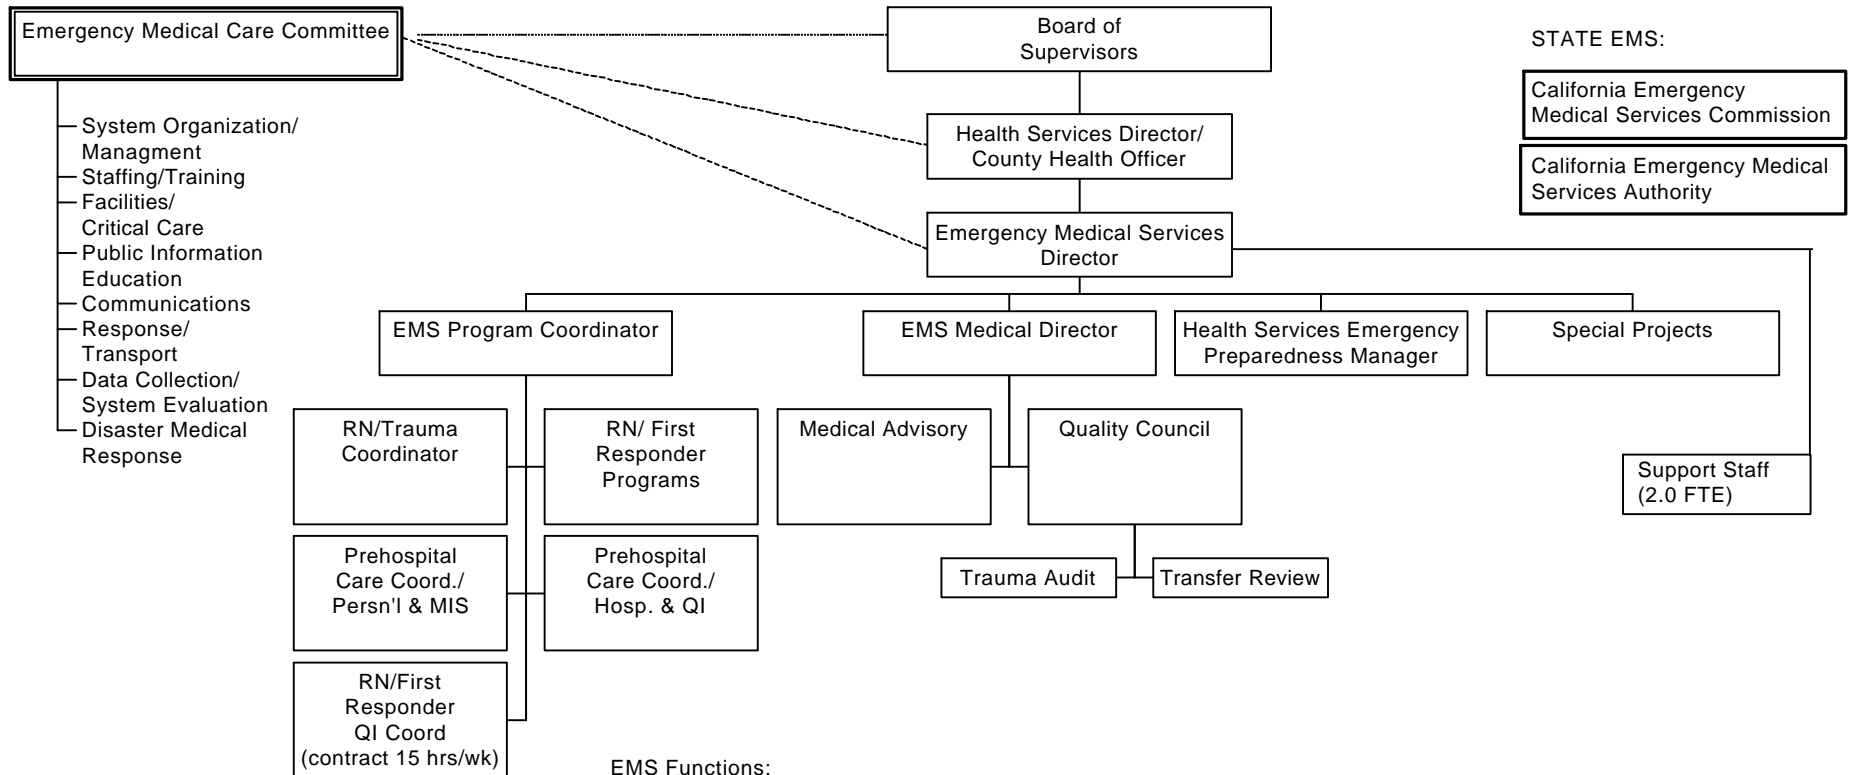 Emergency Medical Care Committee
System Organization/
Managment
Staffing/Training
Facilities/
Critical Care
Public Information
Education
Communications
Response/
Transport
Data Collection/
System Evaluation
Disaster Medical
Response
Board of
Supervisors
Health Services Director/
County Health Officer
Emergency Medical Services
Director
STATE EMS:
California Emergency
Medical Services Commission
California Emergency Medical
Services Authority
EMS Program Coordinator
EMS Medical Director
Health Services Emergency
Preparedness Manager
Special Projects
RN/Trauma
Coordinator
RN/ First
Responder
Programs
Prehospital
Care Coord./
Persn'l & MIS
Prehospital
Care Coord./
Hosp. & QI
RN/First
Responder
QI Coord
(contract 15 hrs/wk)
Medical Advisory
Quality Council
Trauma Audit
Transfer Review
Support Staff
(2.0 FTE)
EMS Functions: